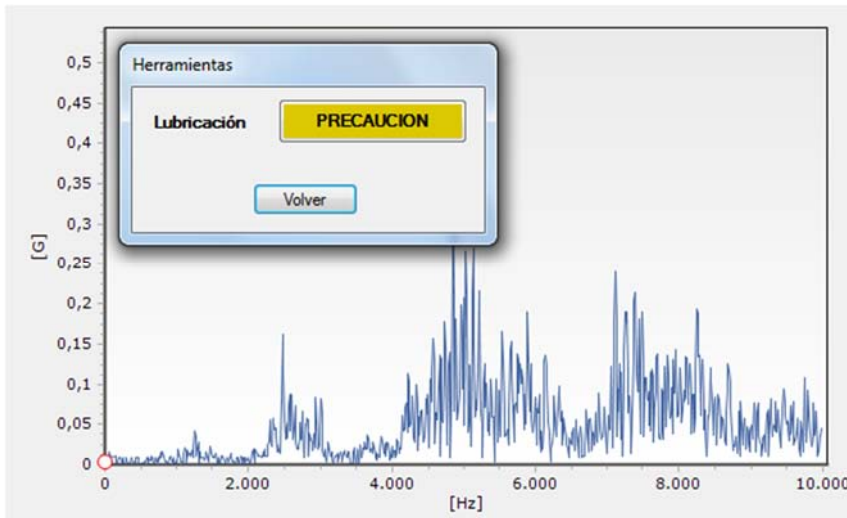 Herramientas
Lubricación PRECAUCION
Volver
0,5
0,45
0,4
0,35
0,3
0,25
0,2
0,15
0,1
0,05
0
[G]
0 2.000 4.000 6.000 8.000 10.000
[Hz]